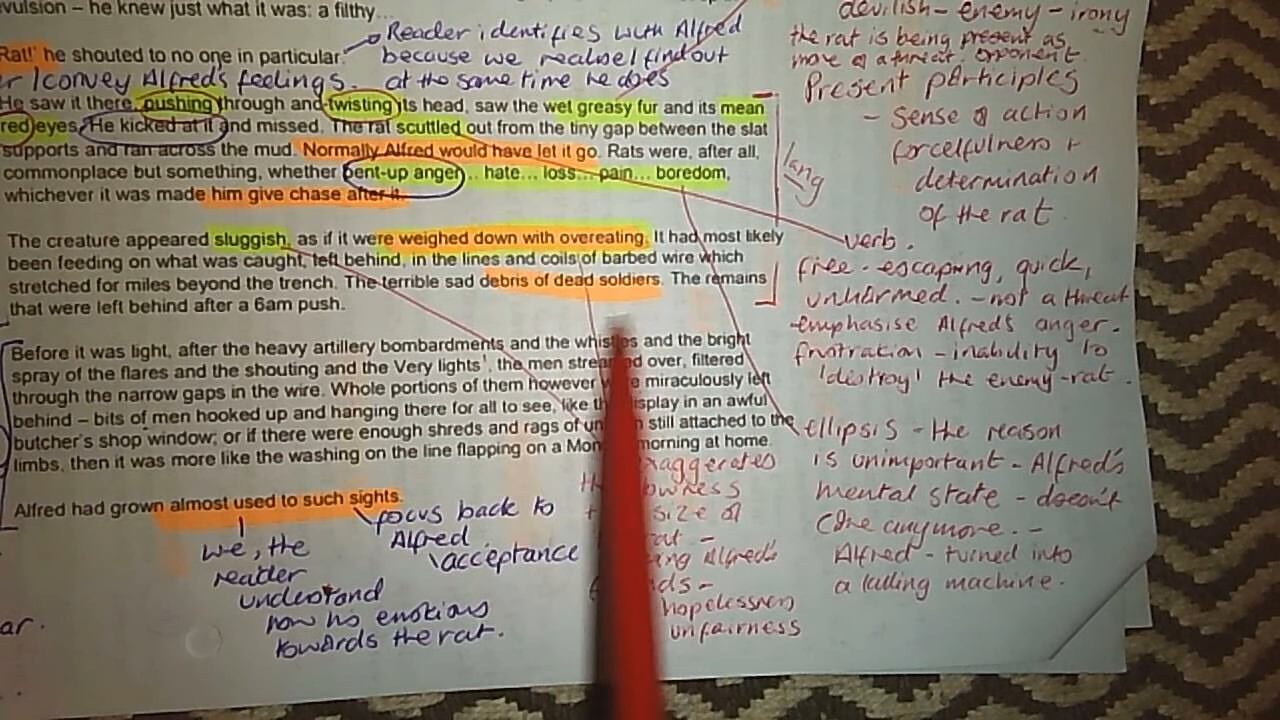 vulsion – he knew just what it was: a filthy...
Rat!' he shouted to no one in particular.
Reader identifies with Alfred
because we realise/find out
at the same time he does
r/convey Alfred's feelings.
He saw it there, pushing through and twisting its head, saw the wet greasy fur and its mean
red eyes. He kicked at it and missed. The rat scuttled out from the tiny gap between the slat
supports and ran across the mud. Normally Alfred would have let it go. Rats were, after all,
commonplace but something, whether pent-up anger... hate... loss... pain... boredom,
whichever it was made him give chase after it.
The creature appeared sluggish, as if it were weighed down with overeating. It had most likely
been feeding on what was caught, left behind, in the lines and coils of barbed wire which
stretched for miles beyond the trench. The terrible sad debris of dead soldiers. The remains
that were left behind after a 6am push.
Before it was light, after the heavy artillery bombardments and the whistles and the bright
spray of the flares and the shouting and the Very lights¹, the men streamed over, filtered
through the narrow gaps in the wire. Whole portions of them however miraculously left
behind – bits of men hooked up and hanging there for all to see, like the display in an awful
butcher's shop window; or if there were enough shreds and rags of still attached to the
limbs, then it was more like the washing on the line flapping on a Mon morning at home.
Alfred had grown almost used to such sights.
we, the
reader
understand
how his emotions
towards the rat.
focus back to
Alfred
acceptance
ar.
xaggerates
size of
Alfred's
hopelessness
unfairness
lang
devilish - enemy - irony
the rat is being present as
more of a threat. opponent
Present participles
- Sense of action
forcefulness +
determination
of the rat
verb.
free - escaping, quick,
unharmed. - not a threat
-emphasise Alfred's anger.
frustration - inability to
'distroy' the enemy-rat.
ellipsis - the reason
is unimportant - Alfred's
mental state - doesn't
care anymore. -
Alfred - turned into
a killing machine.